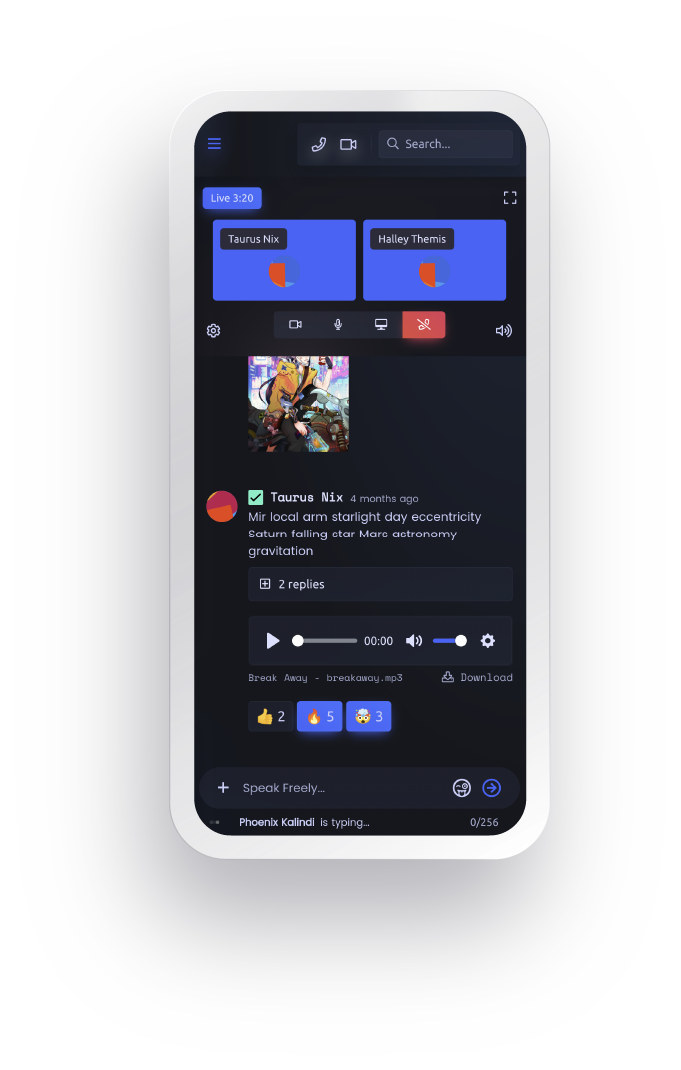 Search...
Live 3:20
Taurus Nix
Halley Themis
Taurus Nix 4 months ago
Mir local arm starlight day eccentricity
Saturn falling star Mars astronomy
gravitation
2 replies
00:00
Break Away - breakaway.mp3
Download
2
5
3
Speak Freely...
Phoenix Kalindi is typing...
0/256